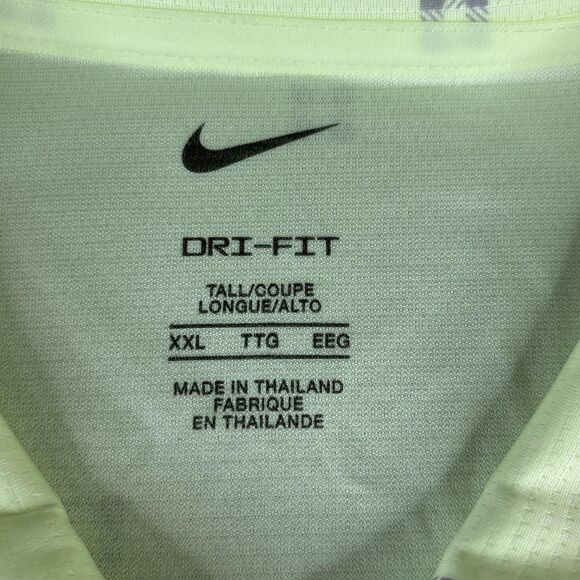 DRI-FIT
TALL/COUPE
LONGUE/ALTO
XXL TTG EEG
MADE IN THAILAND
FABRIQUE
EN THAILANDE